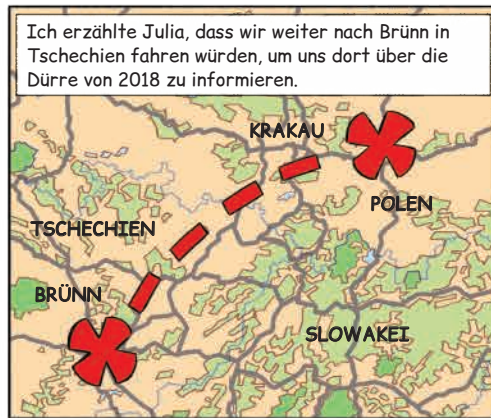 Ich erzählte Julia, dass wir weiter nach Brünn in
Tschechien fahren würden, um uns dort über die
Dürre von 2018 zu informieren.
KRAKAU
POLEN
TSCHECHIEN
BRÜNN
SLOWAKEI